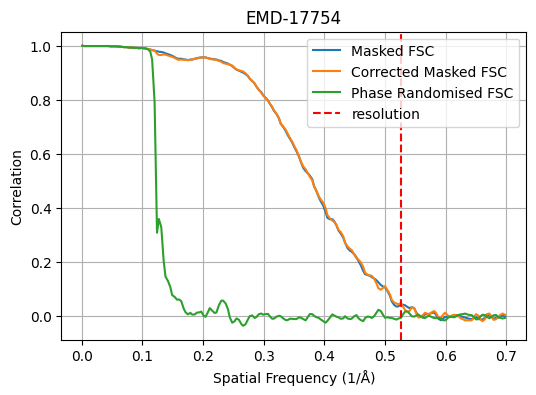 EMD-17754
Masked FSC
Corrected Masked FSC
Phase Randomised FSC
resolution
Correlation
1.0
0.8
0.6
0.4
0.2
0.0
0.0 0.1 0.2 0.3 0.4 0.5 0.6 0.7
Spatial Frequency (1/Å)